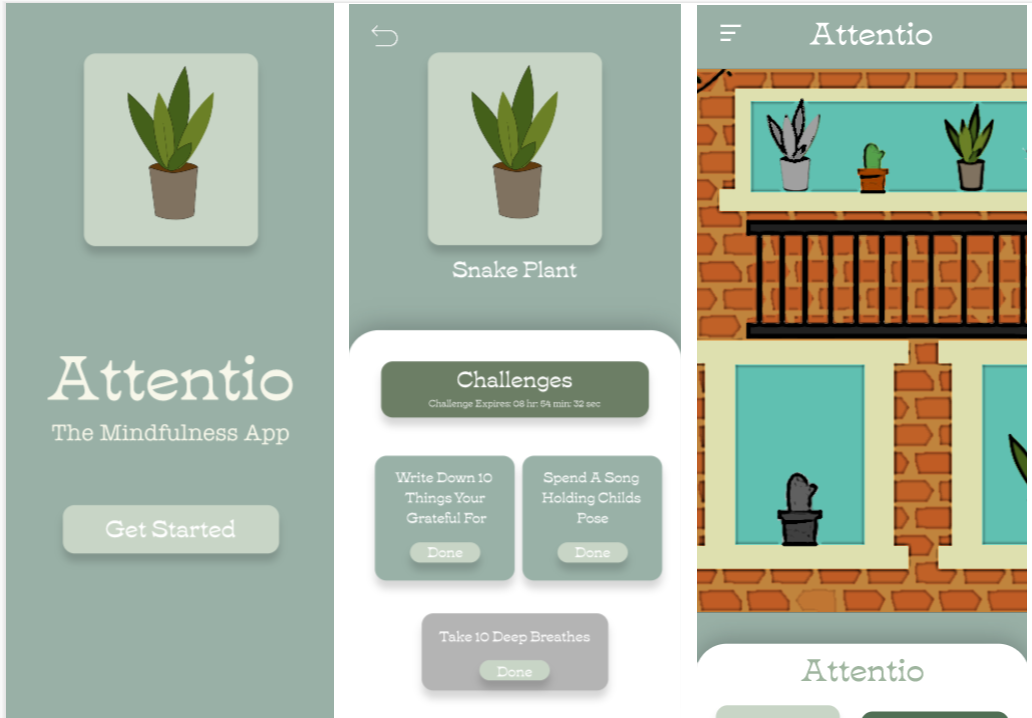 Attentio
The Mindfulness App
Get Started
Snake Plant
Challenges
Challenge Expires: 08 hr: 54 min: 32 sec
Write Down 10
Things Your
Grateful For
Done
Spend A Song
Holding Childs
Pose
Done
Take 10 Deep Breathes
Done
Attentio
Attentio